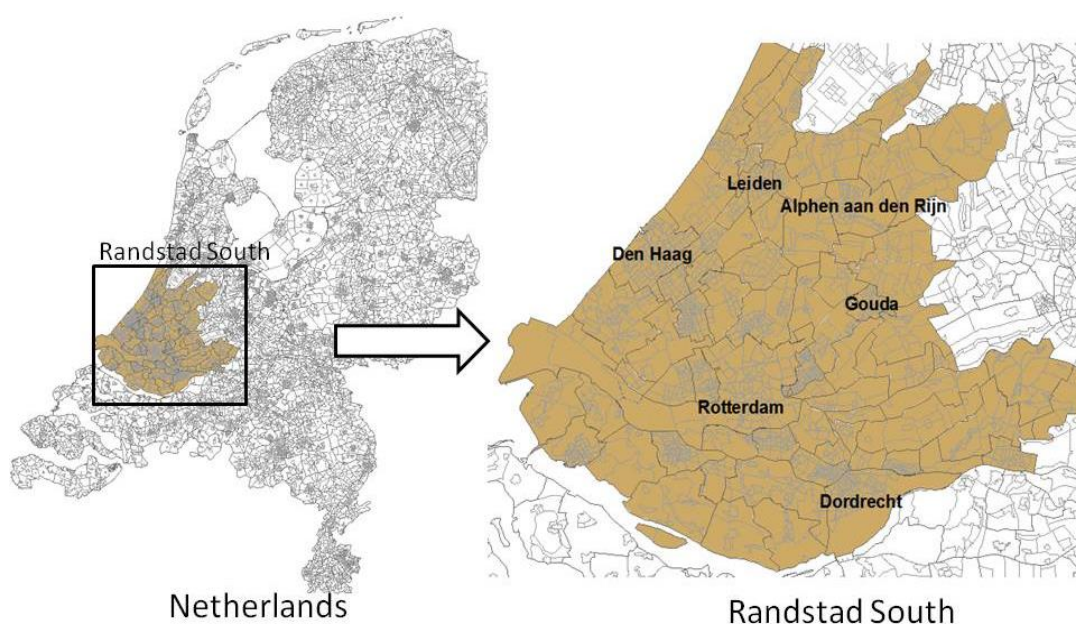 Randstad South
Netherlands
Leiden
Alphen aan den Rijn
Den Haag
Gouda
Rotterdam
Dordrecht
Randstad South